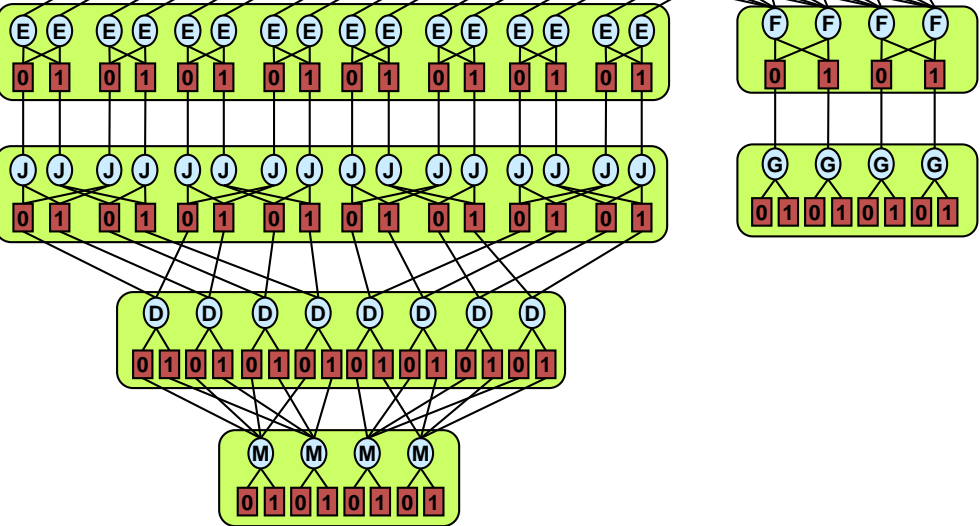 E E E E E E E E E E E E E E E E F F F F
0 1 0 1 0 1 0 1 0 1 0 1 0 1 0 1 0 1 0 1
J J J J J J J J J J J J J J J J G G G G
0 1 0 1 0 1 0 1 0 1 0 1 0 1 0 1 0 1 0 1 0 1 0 1
D D D D D D D D
0 1 0 1 0 1 0 1 0 1 0 1 0 1 0 1
M M M M
0 1 0 1 0 1 0 1